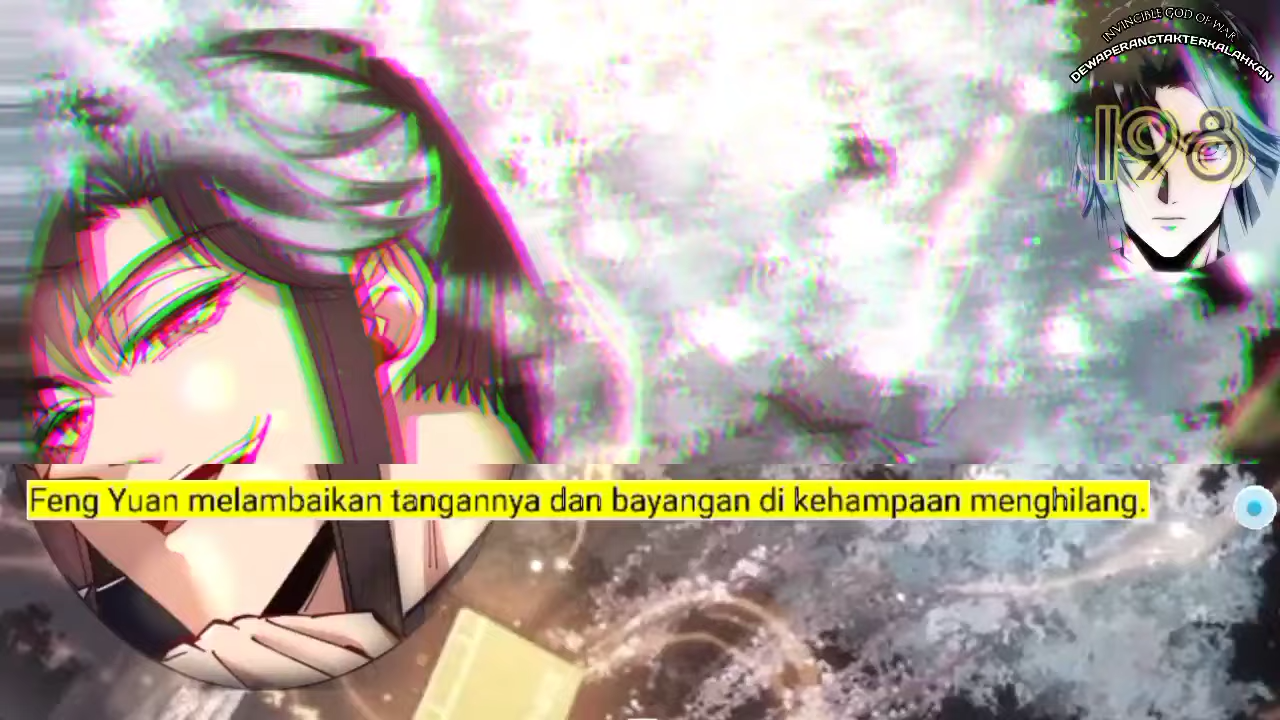 INVINCIBLE GOD OF WAR
DEWAPERANGTAKTERKALAHKAN
198
Feng Yuan melambaikan tangannya dan bayangan di kehampaan menghilang.